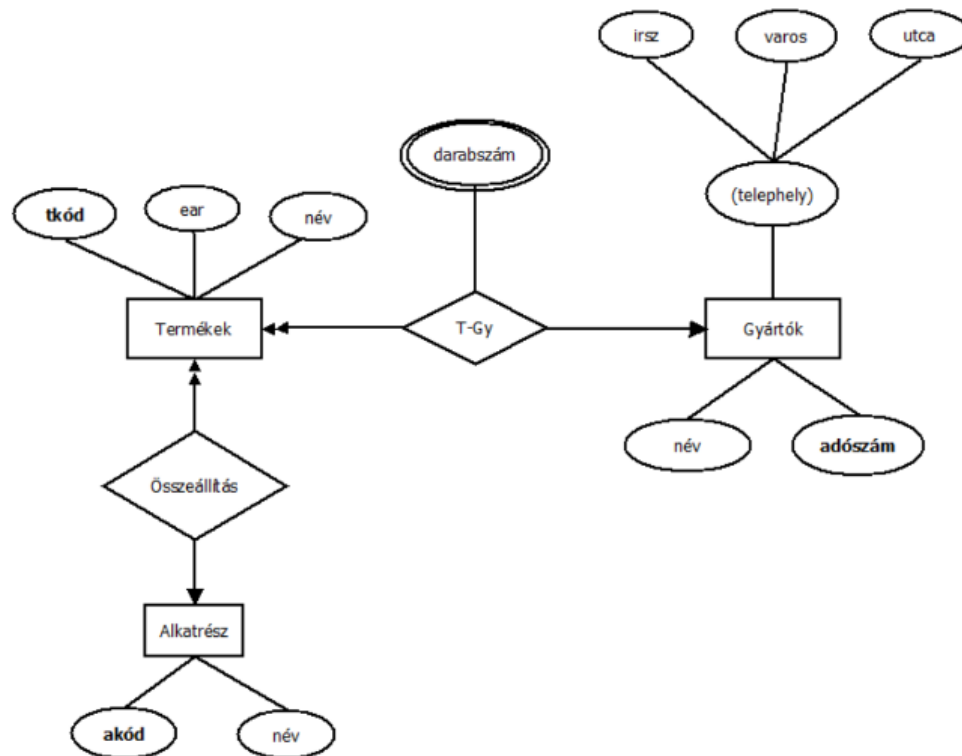 irsz
varos
utca
darabszám
(telephely)
tkód
ear
név
Termékek
T-Gy
Gyártók
név
adószám
Összeállítás
Alkatrész
akód
név